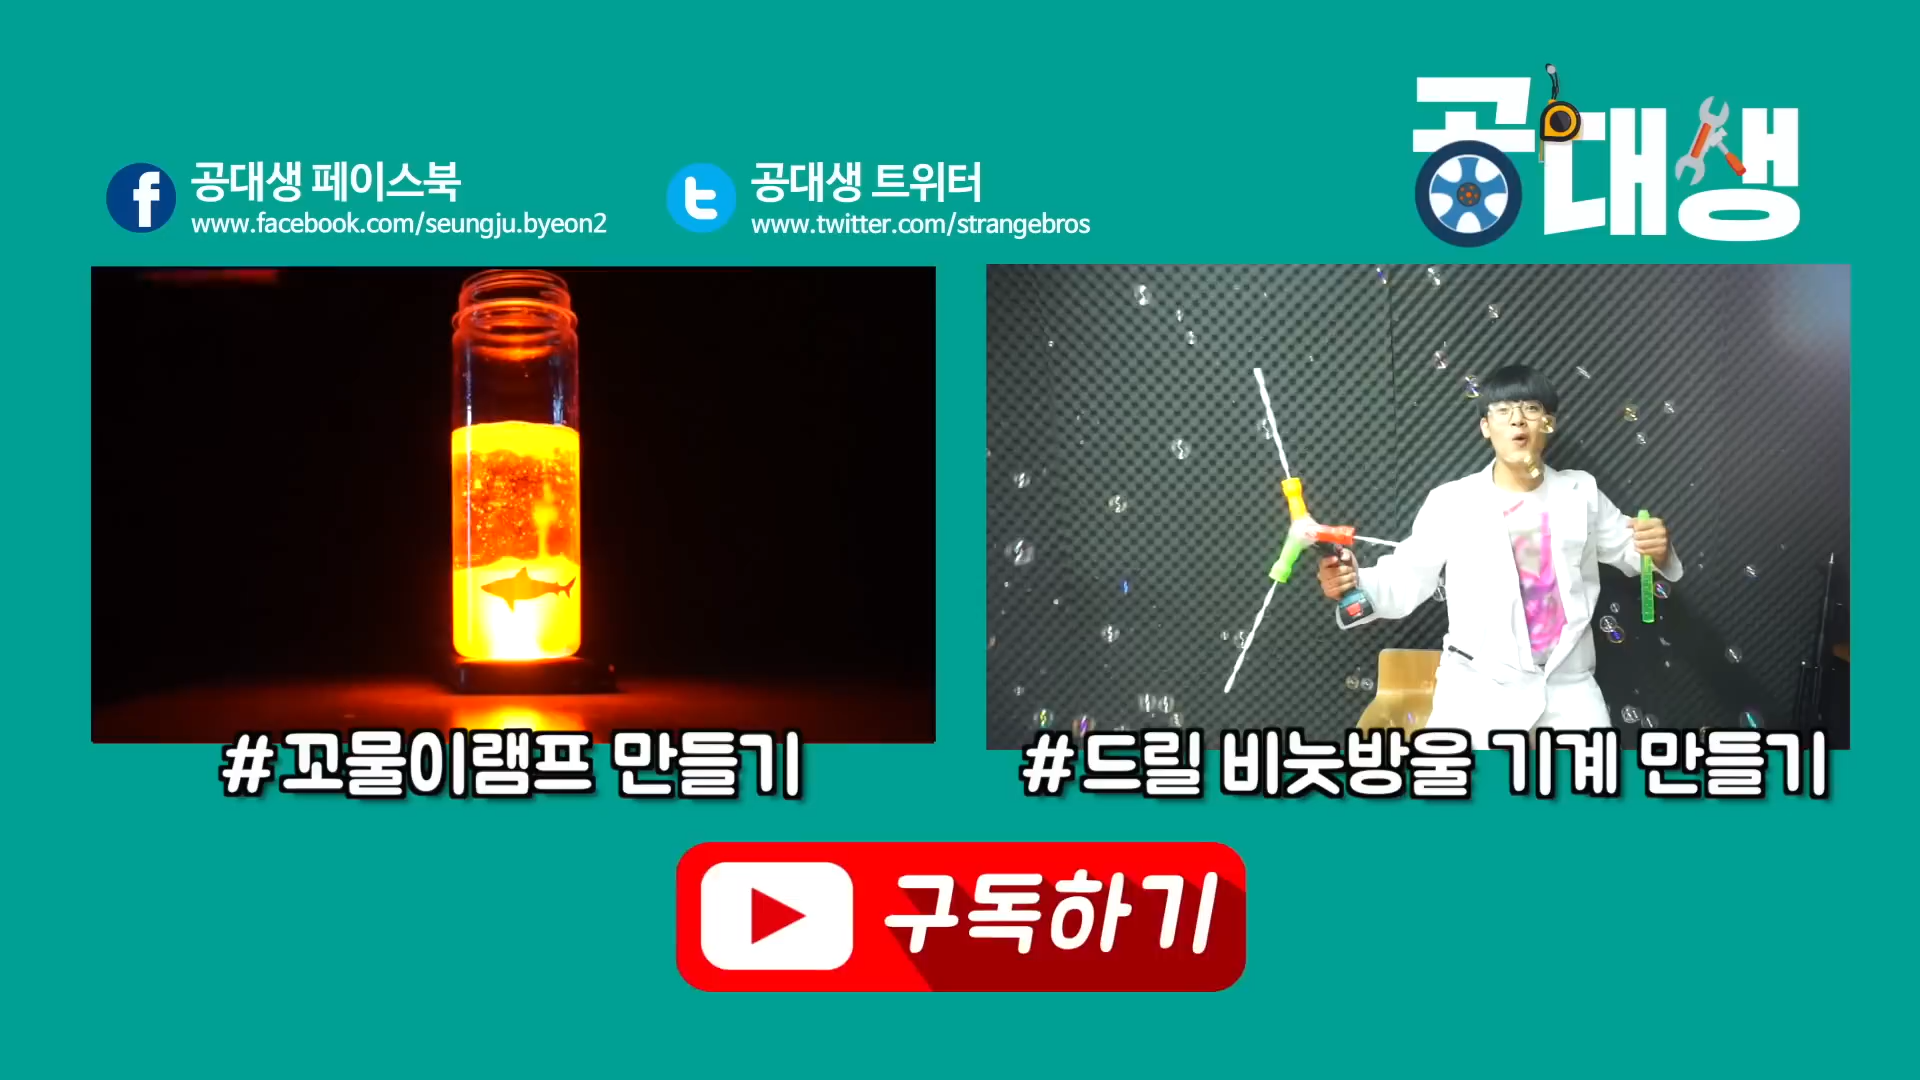 공대생
공대생 페이스북
www.facebook.com/seungju.byeon2
공대생 트위터
www.twitter.com/strangebros
#꼬물이램프 만들기
#드릴 비눗방울 기계 만들기
구독하기